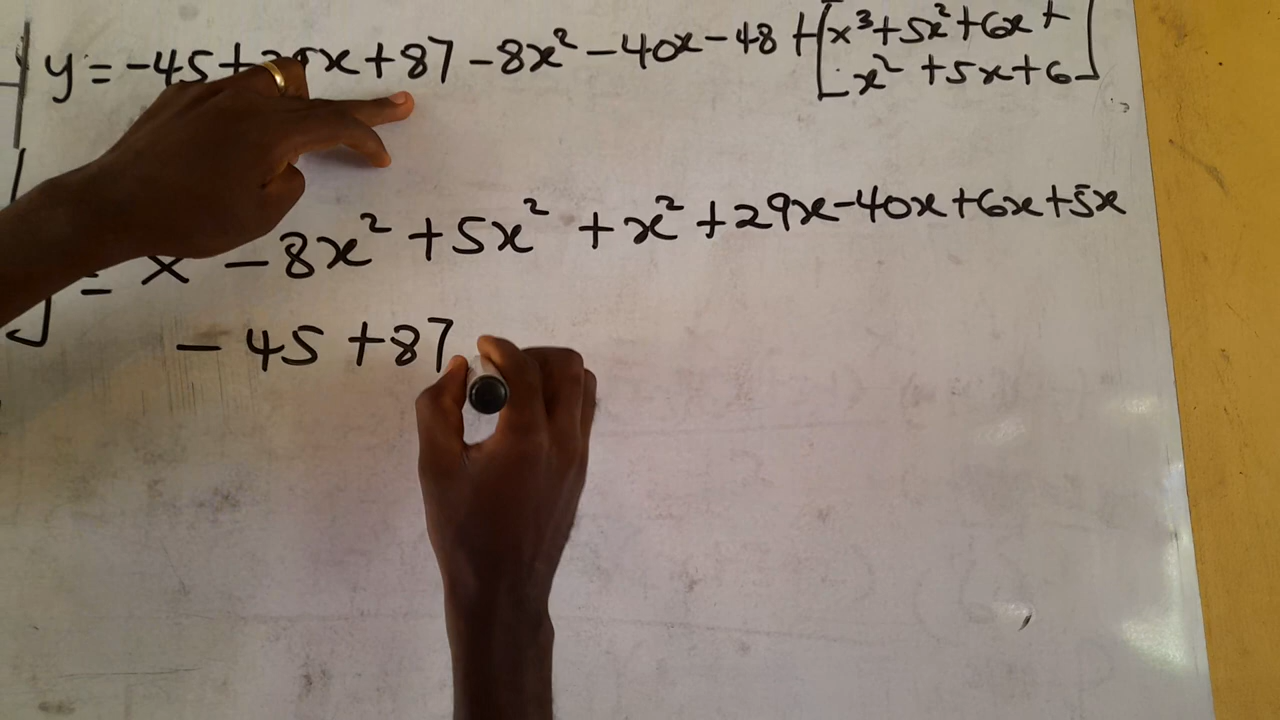 y = -45 + x + 87 - 8x² - 40x - 48 + [x³ + 5x² + 6x +
x² + 5x + 6]
= x - 8x² + 5x² + x² + 29x - 40x + 6x + 5x
- 45 + 87